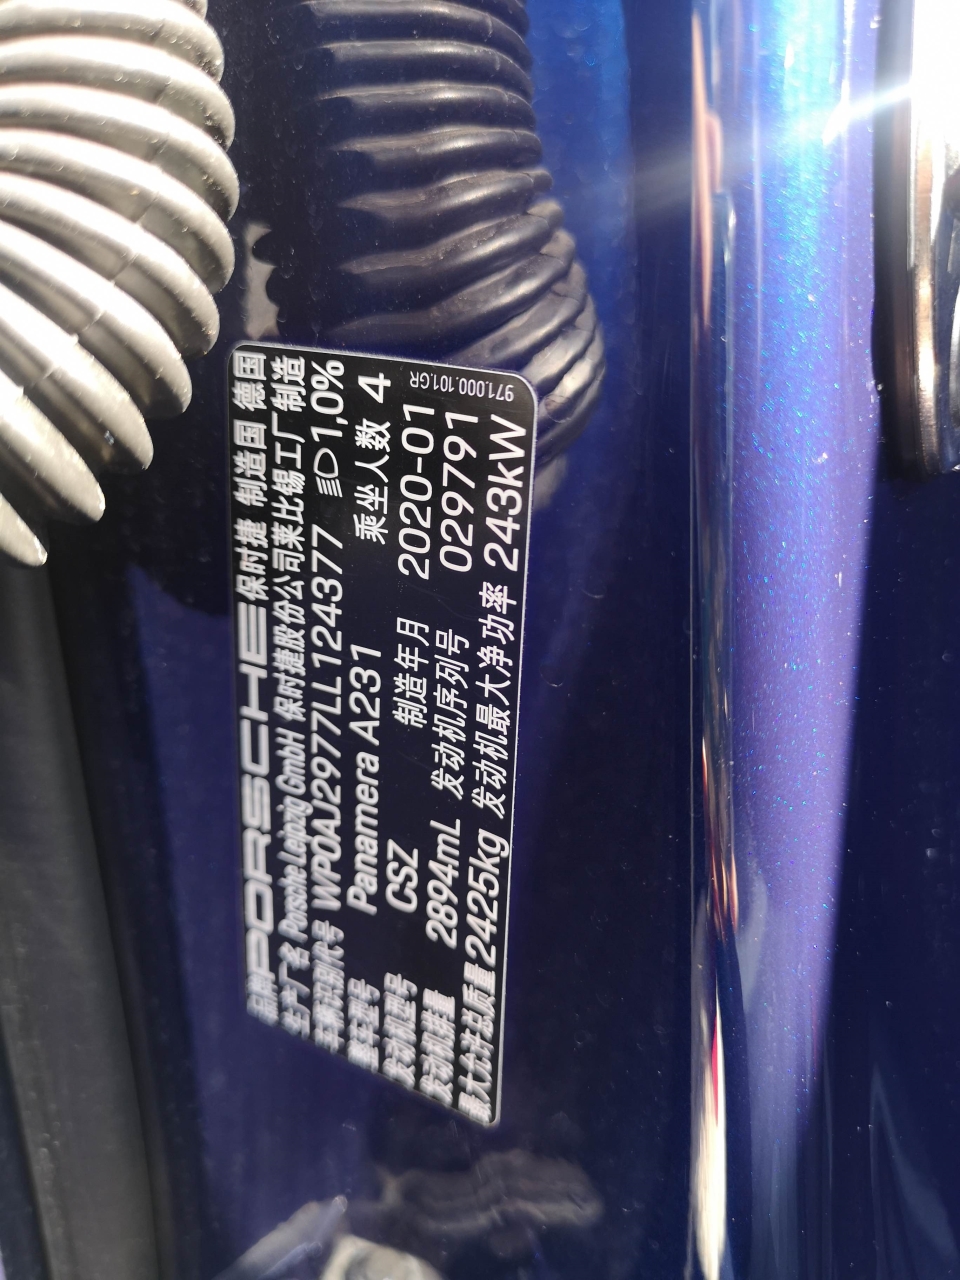 品牌 PORSCHE 保时捷 制造国 德国
生产厂名 Porsche Leipzig GmbH 保时捷股份公司莱比锡工厂制造
车辆识别代号 WP0AJ2977LL124377 1,0%
整车型号 Panamera A231 乘坐人数 4
发动机型号 CSZ 制造年月 2020-01
发动机排量 2894mL 发动机序列号 029791
最大允许总质量 2425kg 发动机最大净功率 243kW
971.000.101.GR